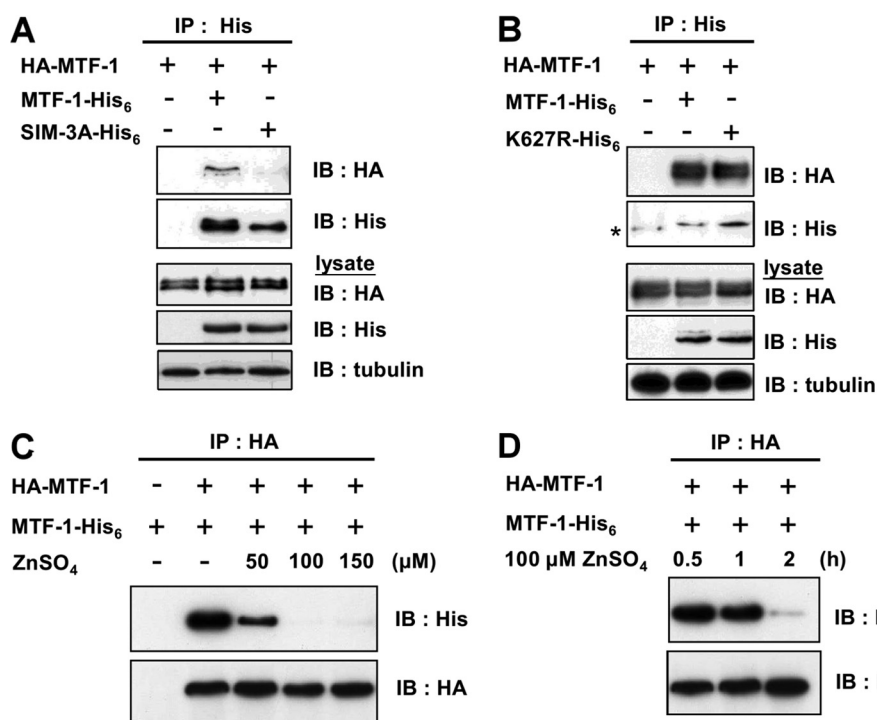 A
IP : His
HA-MTF-1 + + +
MTF-1-His6 - + -
SIM-3A-His6 - - +
IB : HA
IB : His
lysate
IB : HA
IB : His
IB : tubulin
B
IP : His
HA-MTF-1 + + +
MTF-1-His6 - + -
K627R-His6 - - +
IB : HA
* IB : His
lysate
IB : HA
IB : His
IB : tubulin
C
IP : HA
HA-MTF-1 - + + + +
MTF-1-His6 + + + + +
ZnSO4 - - 50 100 150 (μM)
IB : His
IB : HA
D
IP : HA
HA-MTF-1 + + +
MTF-1-His6 + + +
100 μM ZnSO4 0.5 1 2 (h)
IB :
IB :